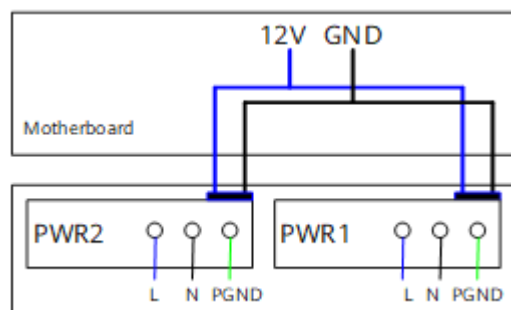 12V GND
Motherboard
PWR2 PWR1
L N PGND L N PGND